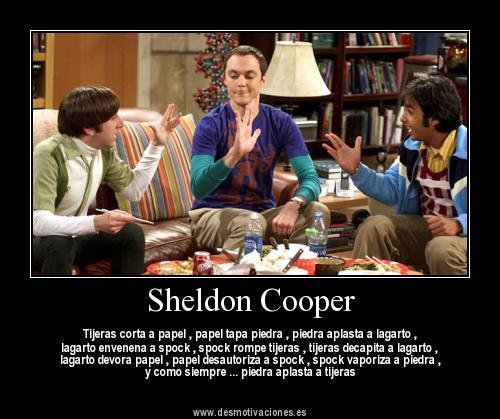 Sheldon Cooper
Tijeras corta a papel , papel tapa piedra , piedra aplasta a lagarto ,
lagarto envenena a spock , spock rompe tijeras , tijeras decapita a lagarto ,
lagarto devora papel , papel desautoriza a spock , spock vaporiza a piedra ,
y como siempre ... piedra aplasta a tijeras
www.desmotivaciones.es